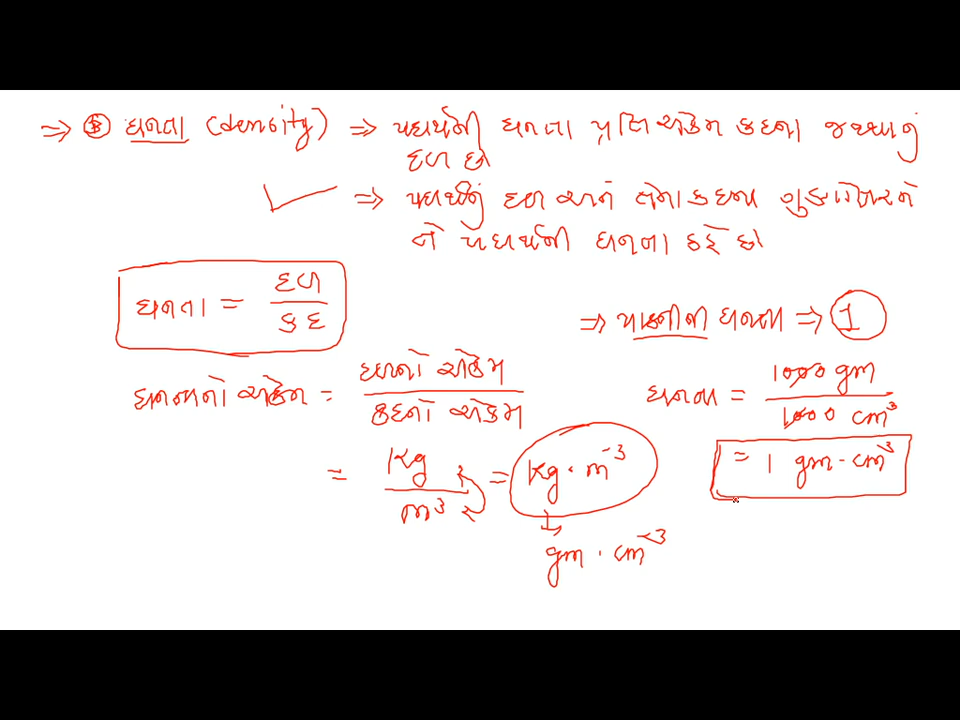 ⇒ * ઘનતા (density) ⇒ પદાર્થની ઘનતા પ્રતિ એકમ કદના જથ્થાનું
દળ છે
⇒ પદાર્થનું દળ અને તેના કદના ગુણોત્તરને
તે પદાર્થની ઘનતા કહે છે
ઘનતા = દળ / કદ
⇒ પાણીની ઘનતા ⇒ 1
ઘનતાનો એકમ = દળનો એકમ / કદનો એકમ
ઘનતા = 1000 gm / 1000 cm³
= kg / m³ = kg · m⁻³
= 1 gm · cm⁻³
gm · cm⁻³